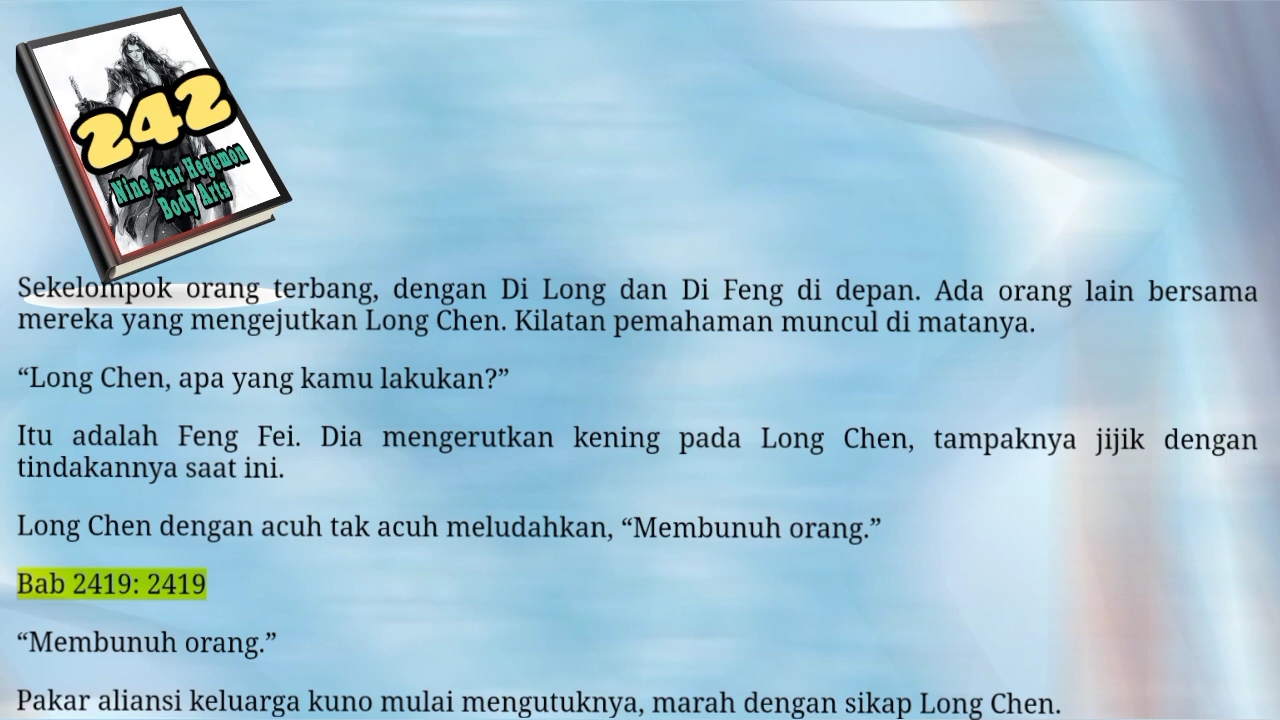 242
Nine Star Hegemon
Body Arts
Sekelompok orang terbang, dengan Di Long dan Di Feng di depan. Ada orang lain bersama
mereka yang mengejutkan Long Chen. Kilatan pemahaman muncul di matanya.
“Long Chen, apa yang kamu lakukan?”
Itu adalah Feng Fei. Dia mengerutkan kening pada Long Chen, tampaknya jijik dengan
tindakannya saat ini.
Long Chen dengan acuh tak acuh meludahkan, “Membunuh orang.”
Bab 2419: 2419
“Membunuh orang.”
Pakar aliansi keluarga kuno mulai mengutuknya, marah dengan sikap Long Chen.